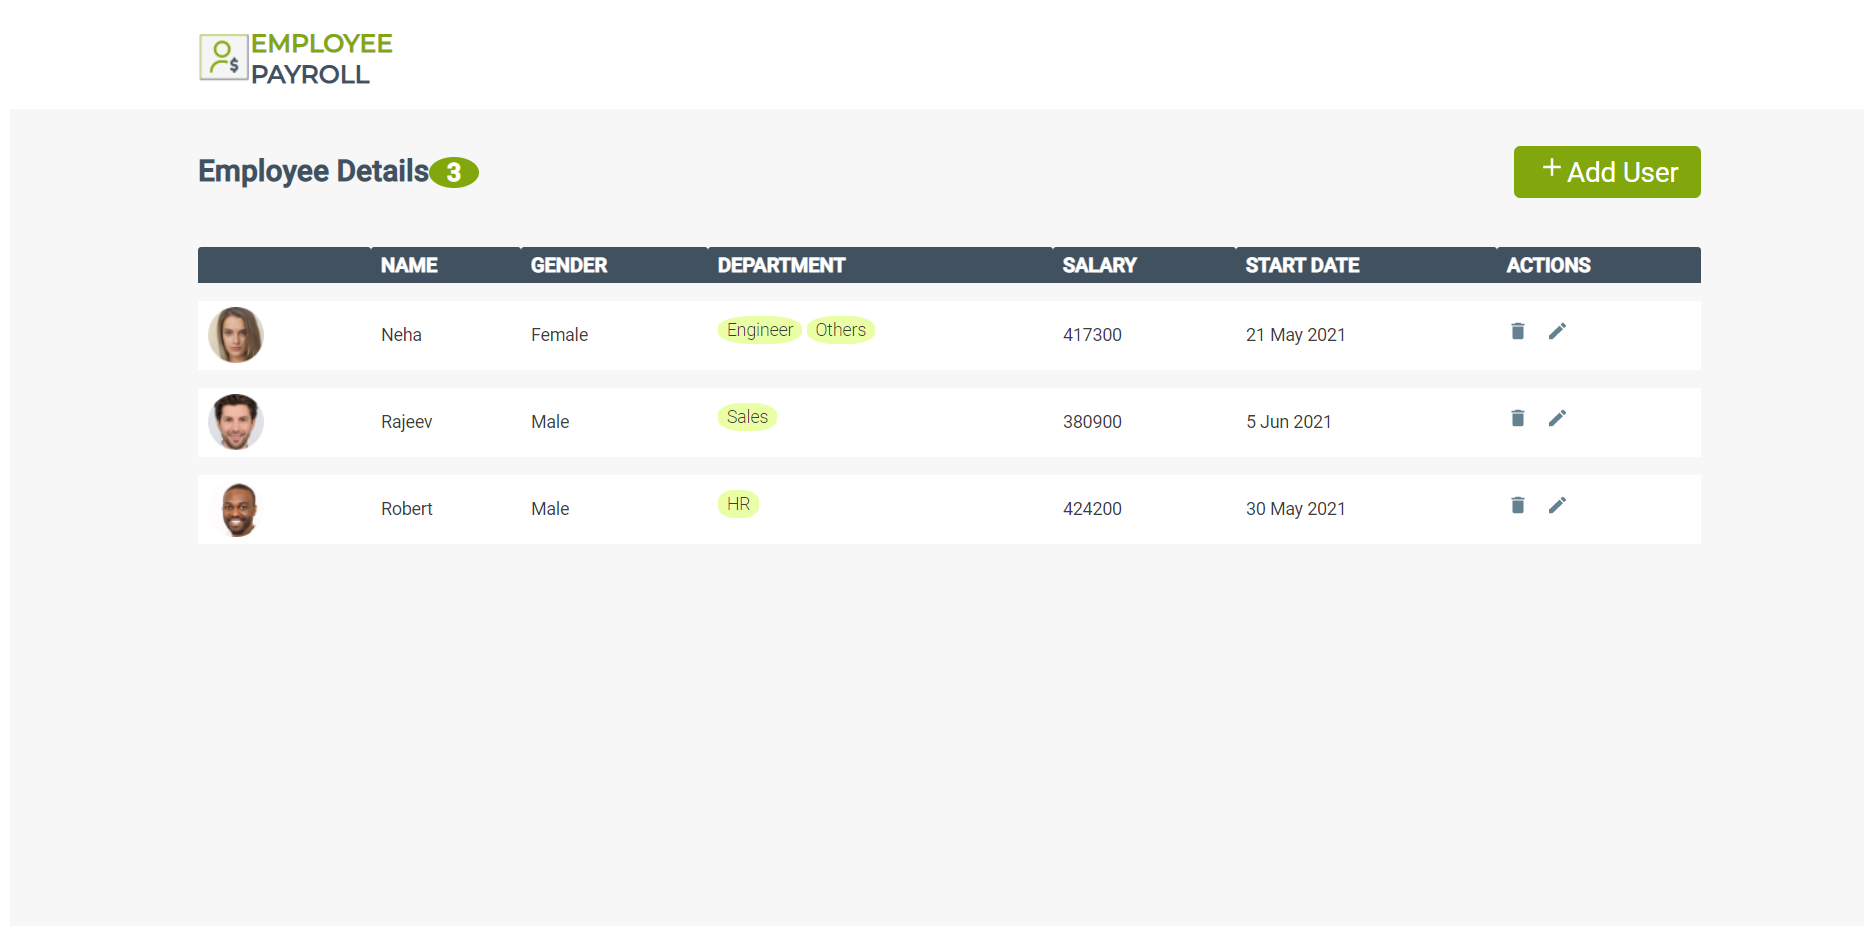 EMPLOYEE
PAYROLL
Employee Details 3
+ Add User
NAME GENDER DEPARTMENT SALARY START DATE ACTIONS
Neha Female Engineer Others 417300 21 May 2021
Rajeev Male Sales 380900 5 Jun 2021
Robert Male HR 424200 30 May 2021